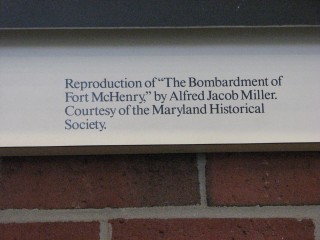 Reproduction of "The Bombardment of
Fort McHenry," by Alfred Jacob Miller.
Courtesy of the Maryland Historical
Society.